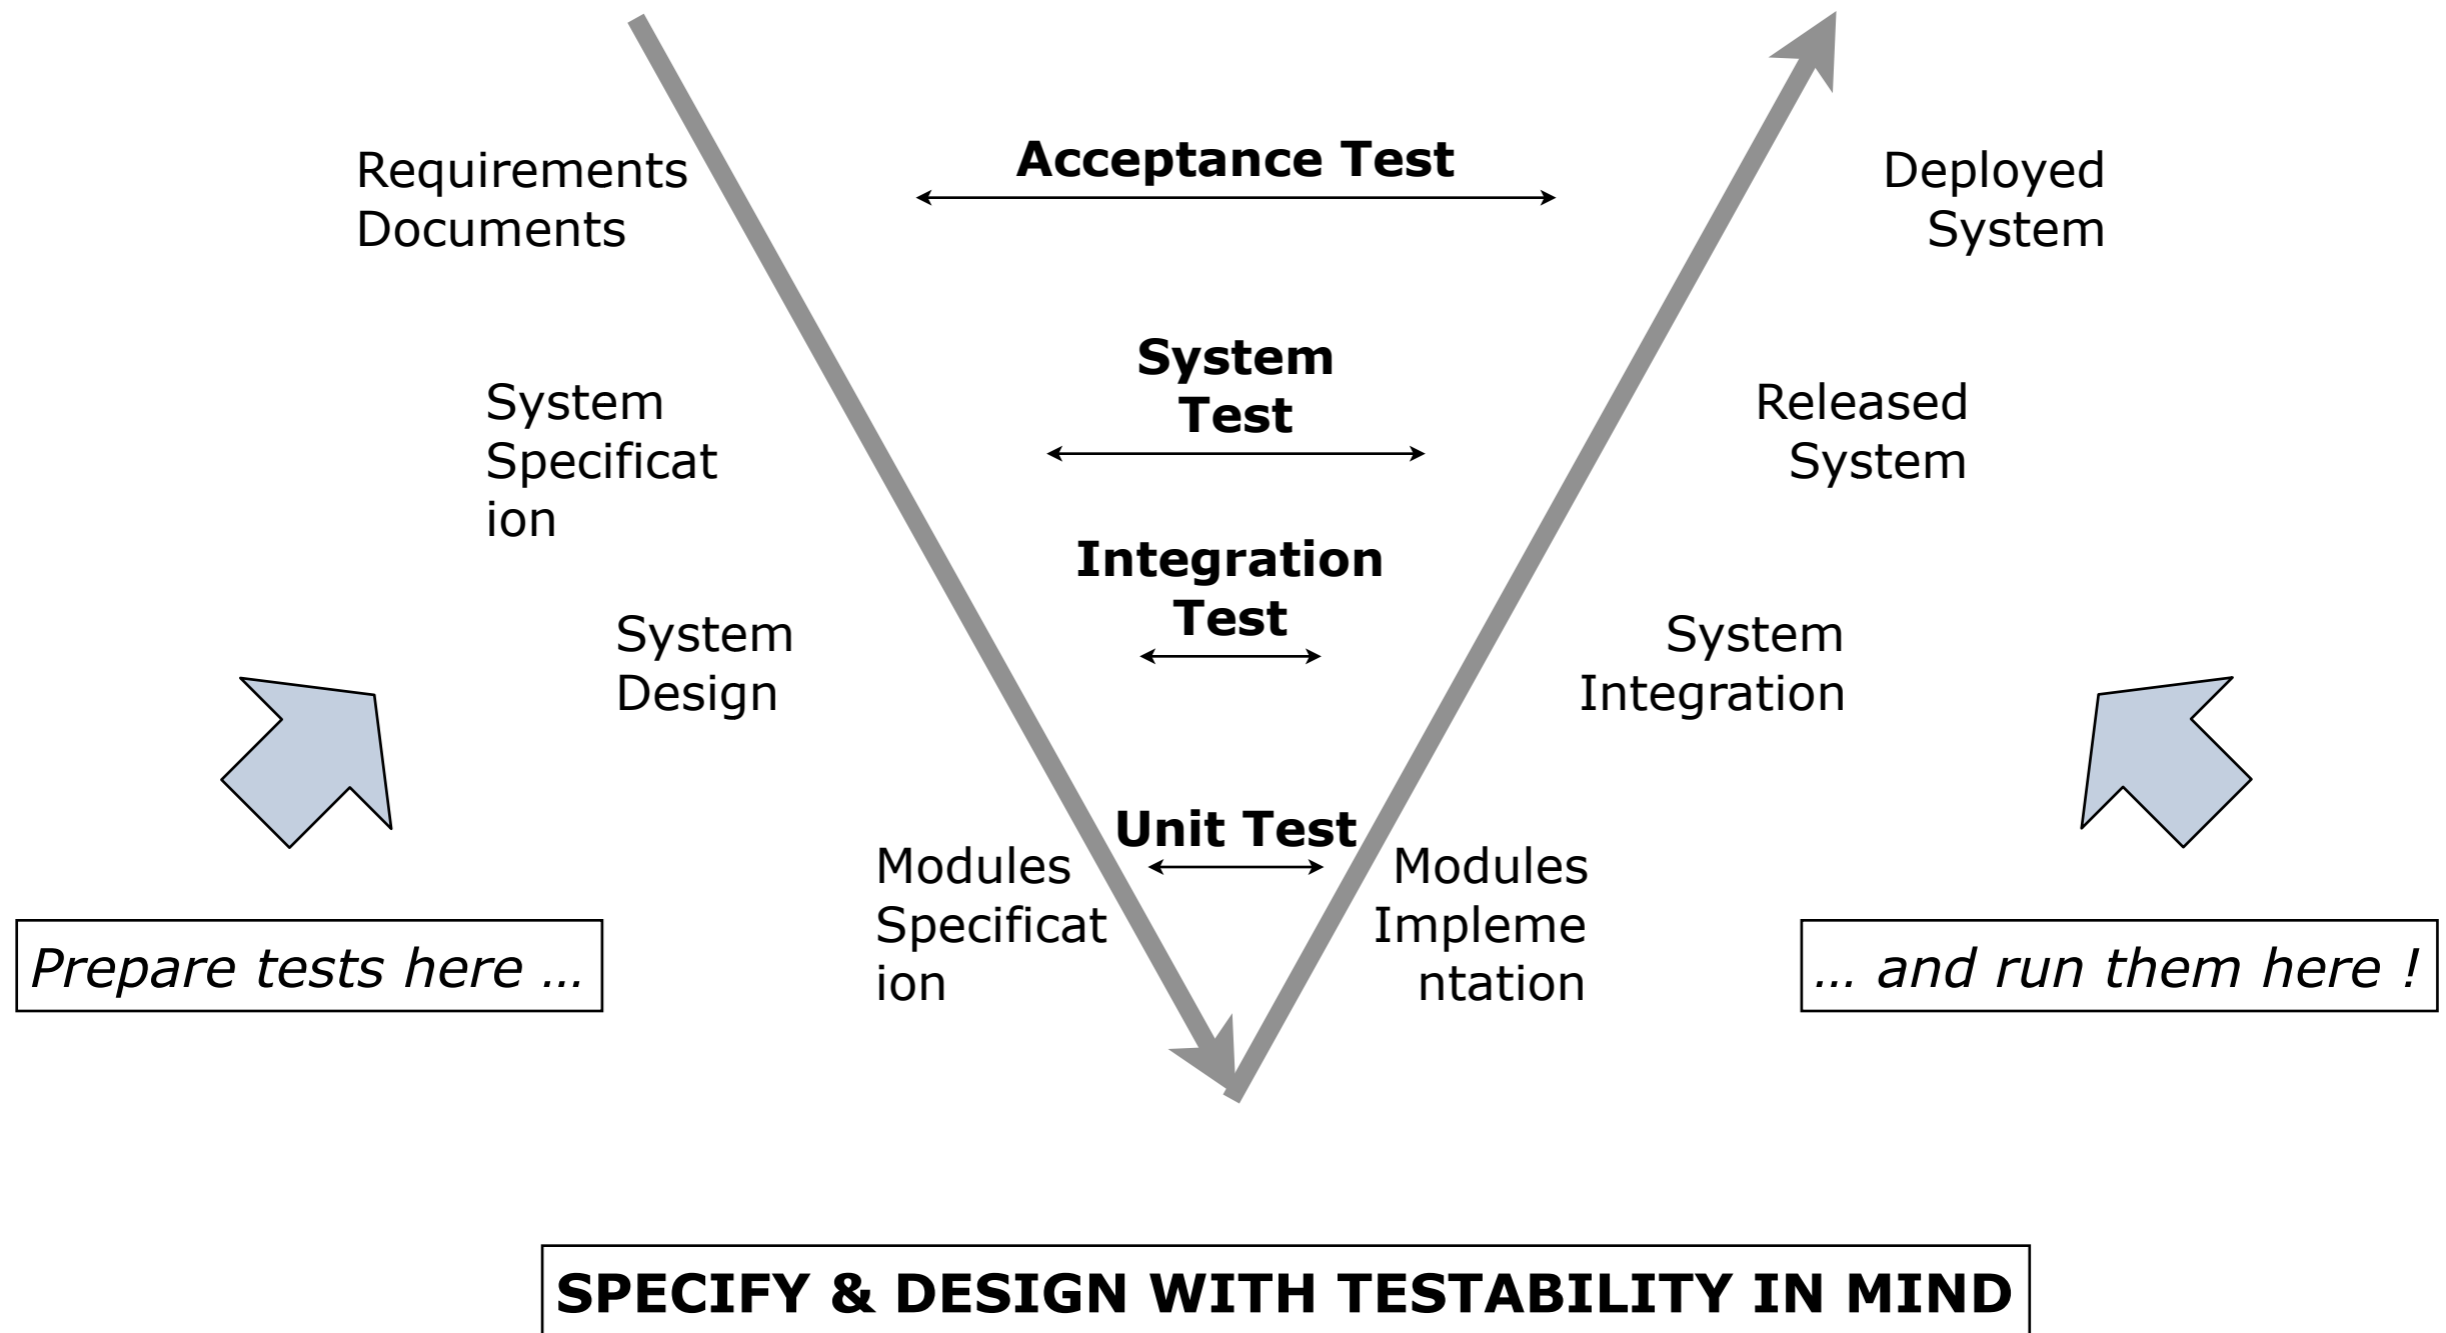 Acceptance Test
Requirements
Documents
Deployed
System
System
Test
System
Specificat
ion
Released
System
Integration
Test
System
Design
System
Integration
Unit Test
Modules
Specificat
ion
Modules
Impleme
ntation
Prepare tests here ...
... and run them here !
SPECIFY & DESIGN WITH TESTABILITY IN MIND